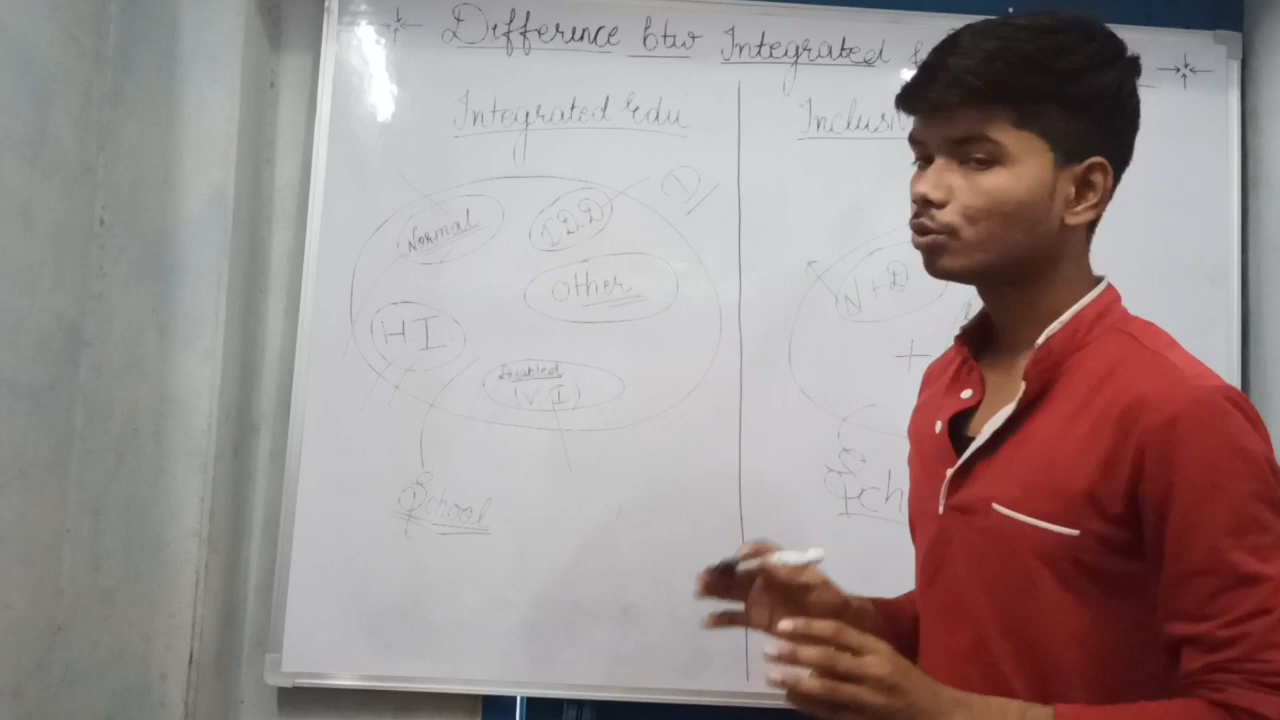 Difference btw Integrated &
Integrated Edu
Inclusi
D
Normal
I D.D
Other
N + D
H I
+
Disabled
(V. I)
School
Sch